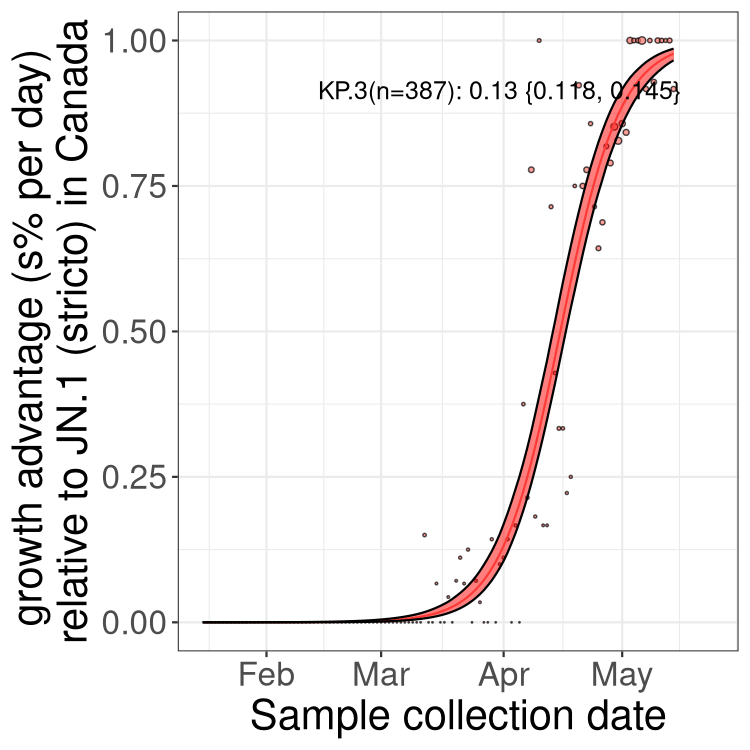 growth advantage (s% per day)
relative to JN.1 (stricto) in Canada
1.00
0.75
0.50
0.25
0.00
KP.3(n=387): 0.13 {0.118, 0.145}
Feb Mar Apr May
Sample collection date